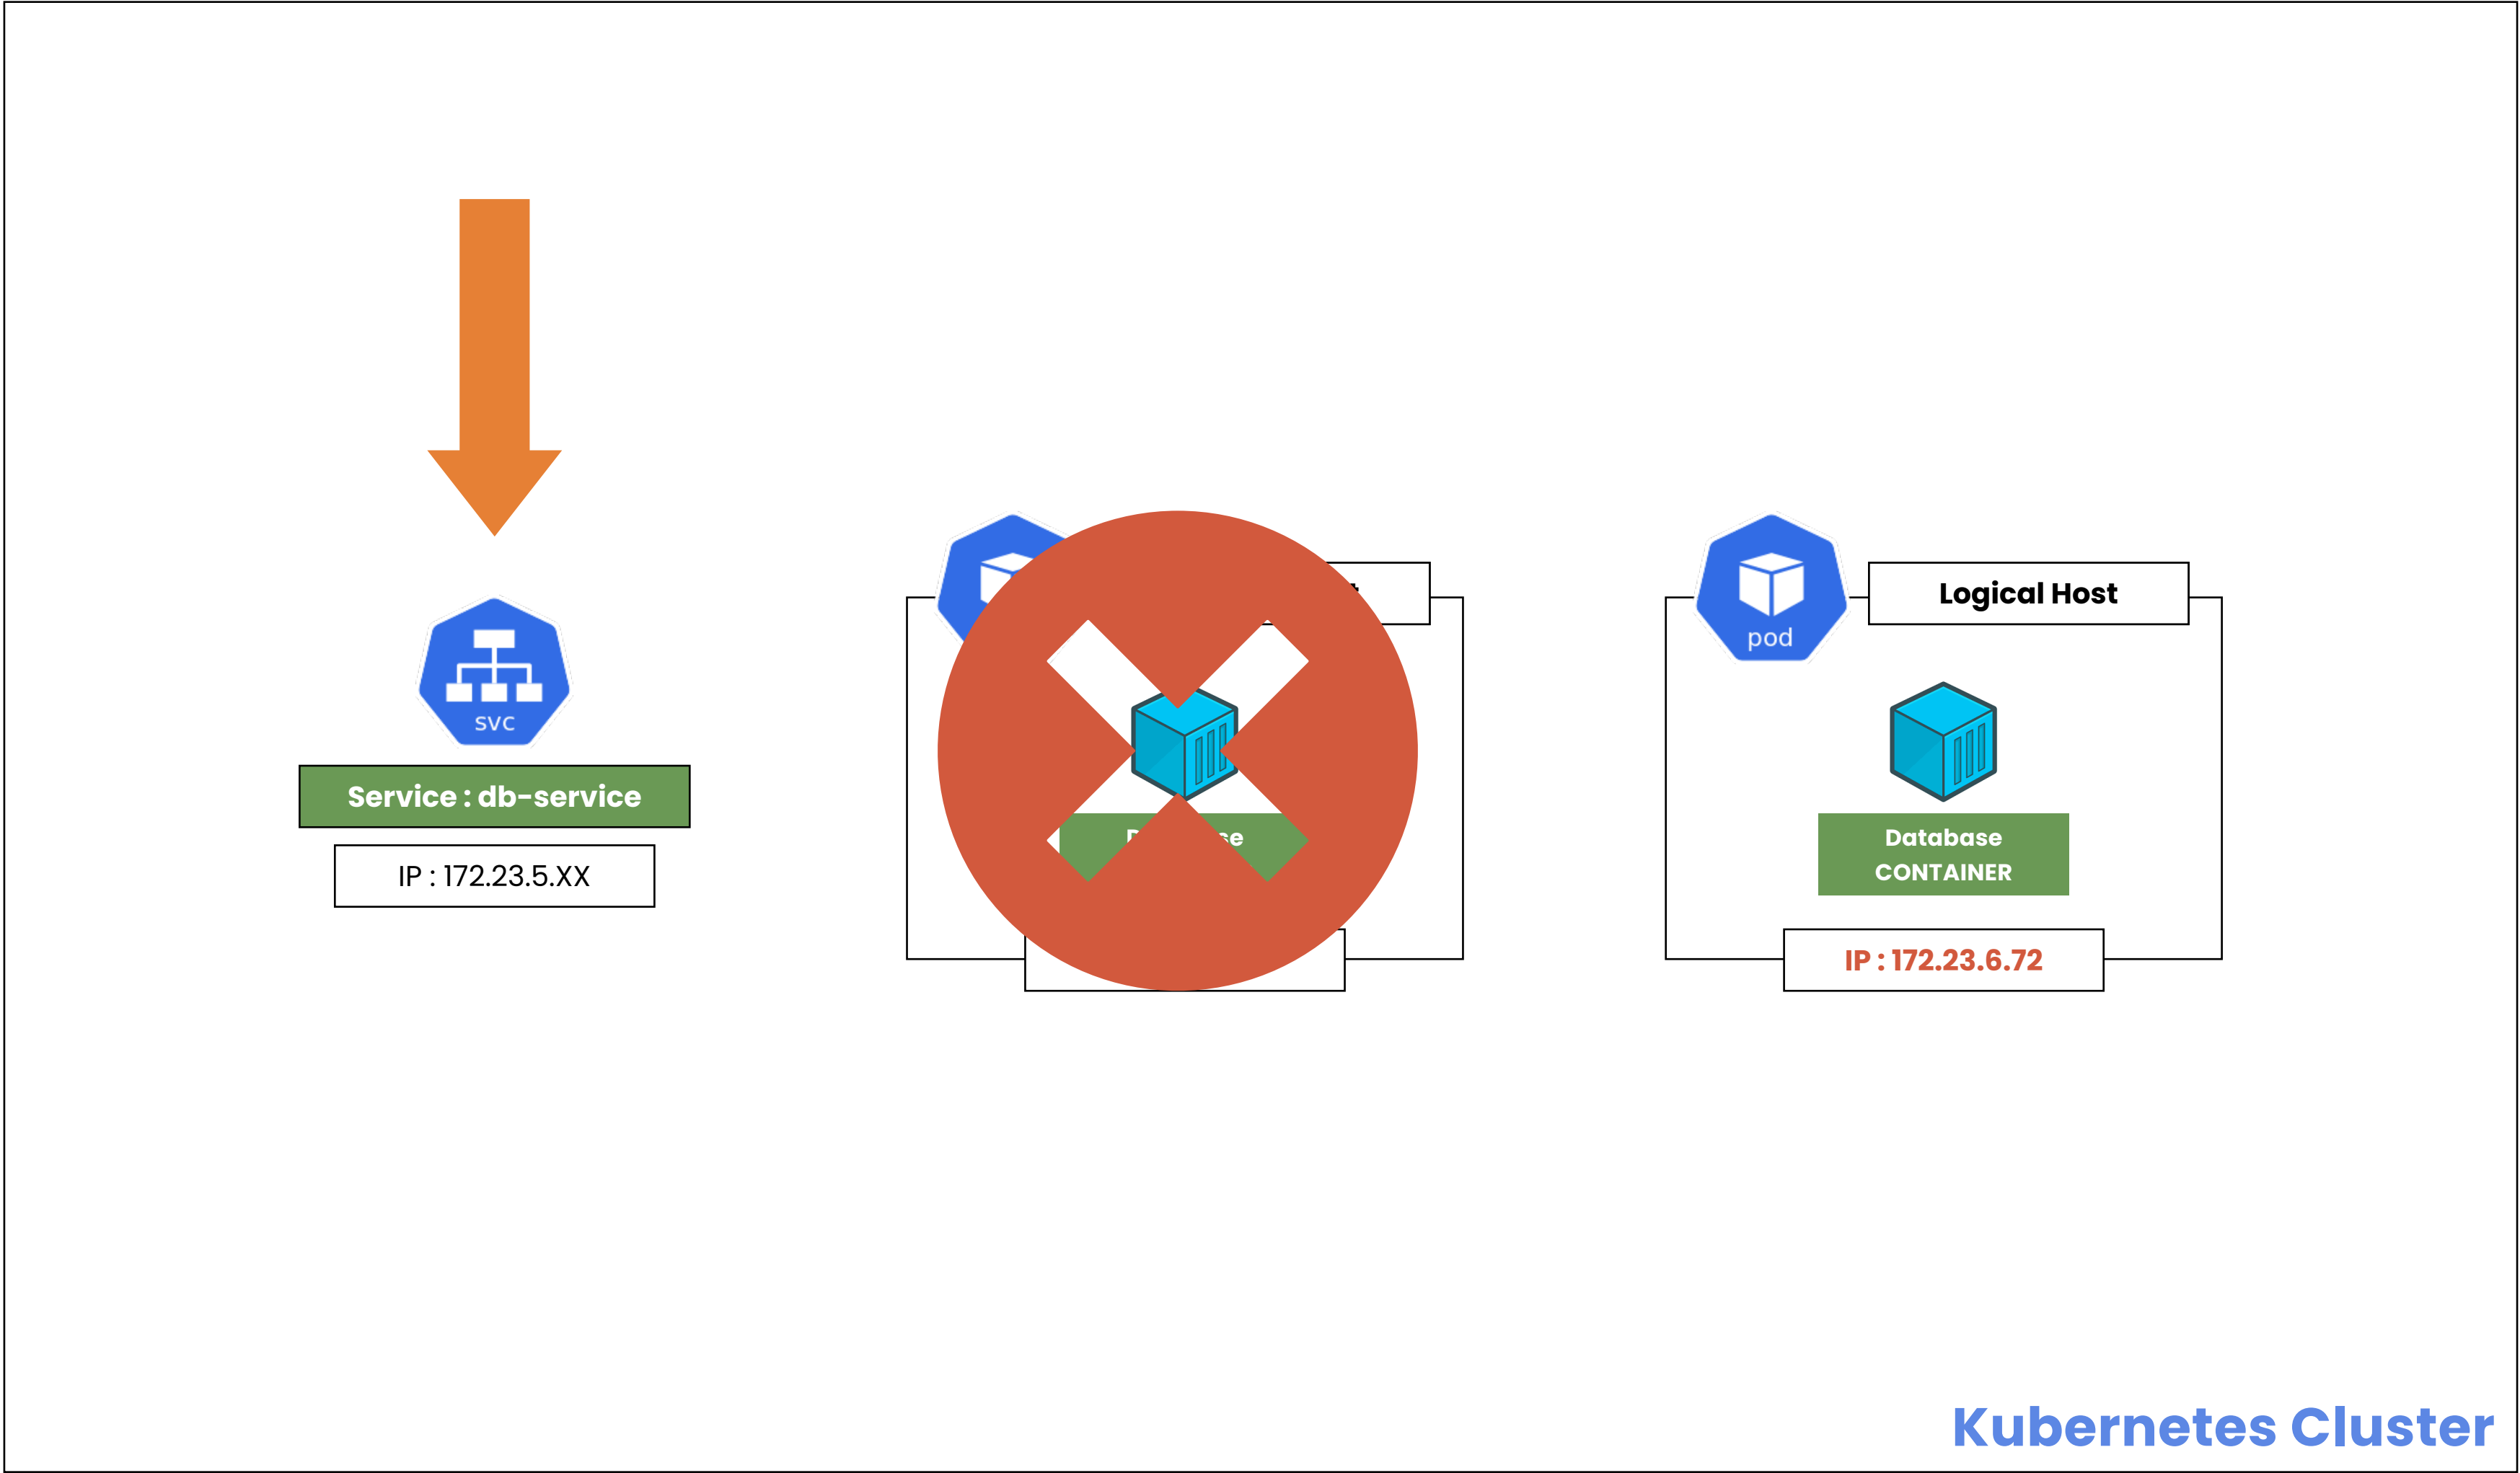 svc
Service : db-service
IP : 172.23.5.XX
pod
Logical Host
Database
CONTAINER
IP : 172.23.6.72
Kubernetes Cluster